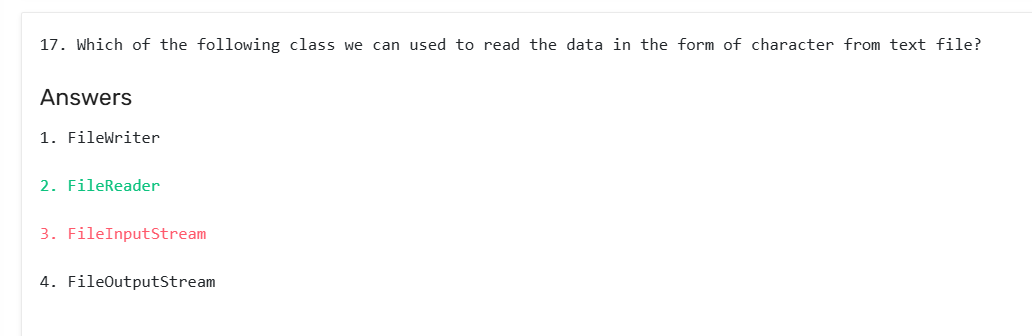 17. Which of the following class we can used to read the data in the form of character from text file?
Answers
1. FileWriter
2. FileReader
3. FileInputStream
4. FileOutputStream